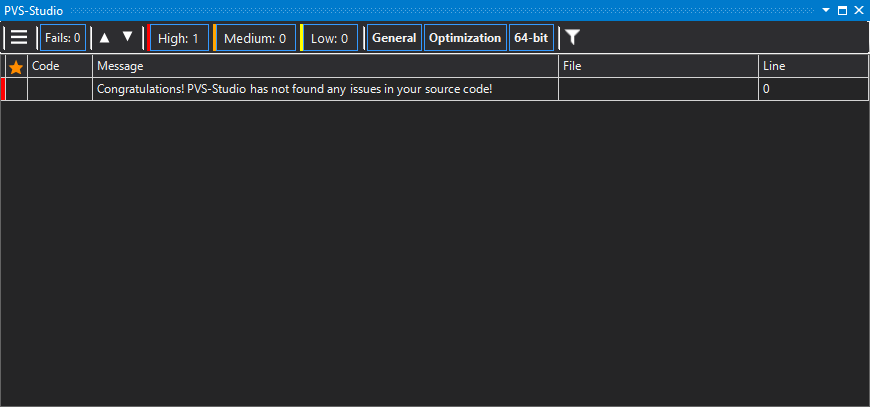 PVS-Studio
Fails: 0 High: 1 Medium: 0 Low: 0 General Optimization 64-bit
Code Message File Line
Congratulations! PVS-Studio has not found any issues in your source code! 0